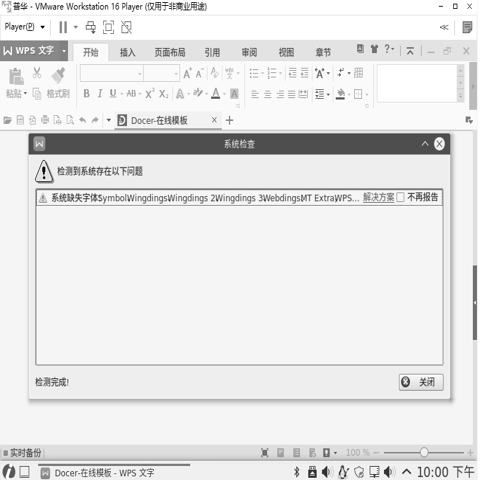 普华 - VMware Workstation 16 Player (仅用于非商业用途)
Player(P)
WPS 文字 开始 插入 页面布局 引用 审阅 视图 章节
粘贴 格式刷 B I U AB X² X₂ A
Docer-在线模板
系统检查
检测到系统存在以下问题
系统缺失字体SymbolWingdingsWingdings 2Wingdings 3WebdingsMT ExtraWPS... 解决方案 不再报告
检测完成! 关闭
实时备份 100 %
Docer-在线模板 - WPS 文字 10:00 下午